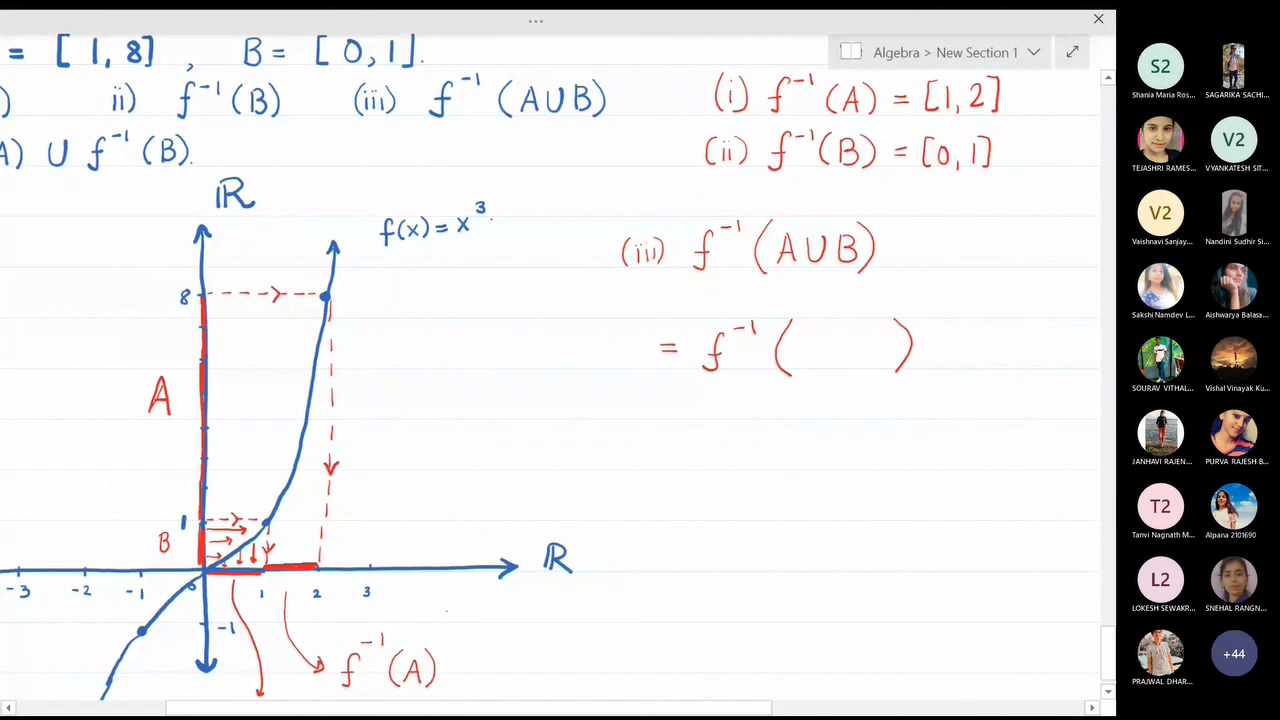 Algebra > New Section 1
= [1, 8], B = [0, 1].
) ii) f⁻¹(B) (iii) f⁻¹(A∪B)
A) ∪ f⁻¹(B).
(i) f⁻¹(A) = [1, 2]
(ii) f⁻¹(B) = [0, 1]
(iii) f⁻¹(A∪B)
= f⁻¹( )
ℝ
f(x) = x³.
8
A
1
B
ℝ
-3 -2 -1 0 1 2 3
-1
f⁻¹(A)
S2
Shania Maria Ros...
SAGARIKA SACHI...
TEJASHRI RAMES...
V2
VYANKATESH SIT...
V2
Vaishnavi Sanjay...
Nandini Sudhir Si...
Sakshi Namdev L...
Aishwarya Balasa...
SOURAV VITHAL...
Vishal Vinayak Ku...
JANHAVI RAJEN...
PURVA RAJESH B...
T2
Tanvi Nagnath M...
Alpana 2101690
L2
LOKESH SEWAKR...
SNEHAL RANGN...
PRAJWAL DHAR...
+44